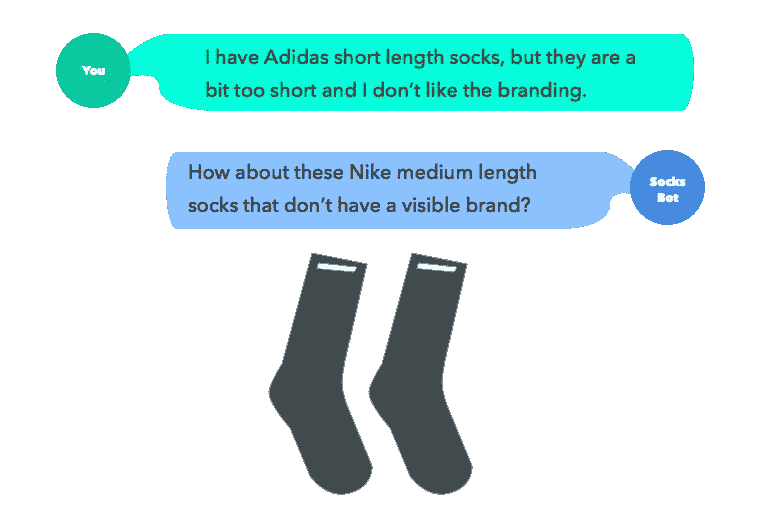 You
I have Adidas short length socks, but they are a
bit too short and I don’t like the branding.
How about these Nike medium length
socks that don’t have a visible brand?
Socks
Bot